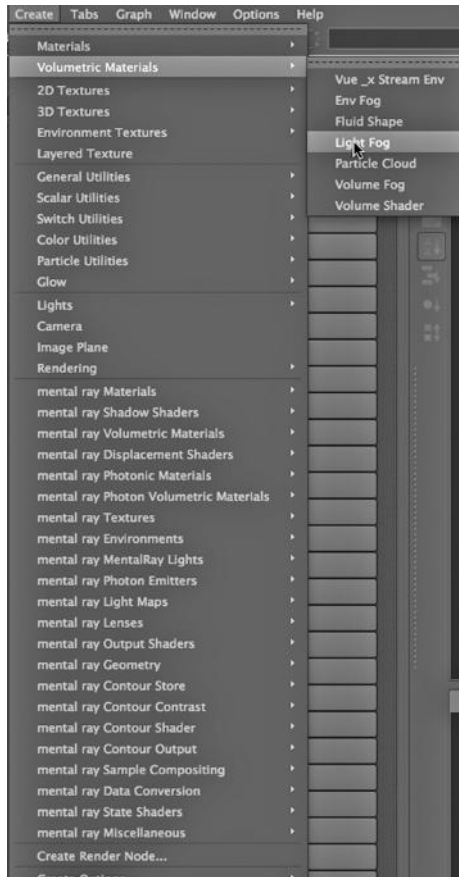 Create Tabs Graph Window Options Help
Materials
Volumetric Materials
2D Textures
3D Textures
Environment Textures
Layered Texture
General Utilities
Scalar Utilities
Switch Utilities
Color Utilities
Particle Utilities
Glow
Lights
Camera
Image Plane
Rendering
mental ray Materials
mental ray Shadow Shaders
mental ray Volumetric Materials
mental ray Displacement Shaders
mental ray Photonic Materials
mental ray Photon Volumetric Materials
mental ray Textures
mental ray Environments
mental ray MentalRay Lights
mental ray Photon Emitters
mental ray Light Maps
mental ray Lenses
mental ray Output Shaders
mental ray Geometry
mental ray Contour Store
mental ray Contour Contrast
mental ray Contour Shader
mental ray Contour Output
mental ray Sample Compositing
mental ray Data Conversion
mental ray State Shaders
mental ray Miscellaneous
Create Render Node...
Create Options
Vue _x Stream Env
Env Fog
Fluid Shape
Light Fog
Particle Cloud
Volume Fog
Volume Shader